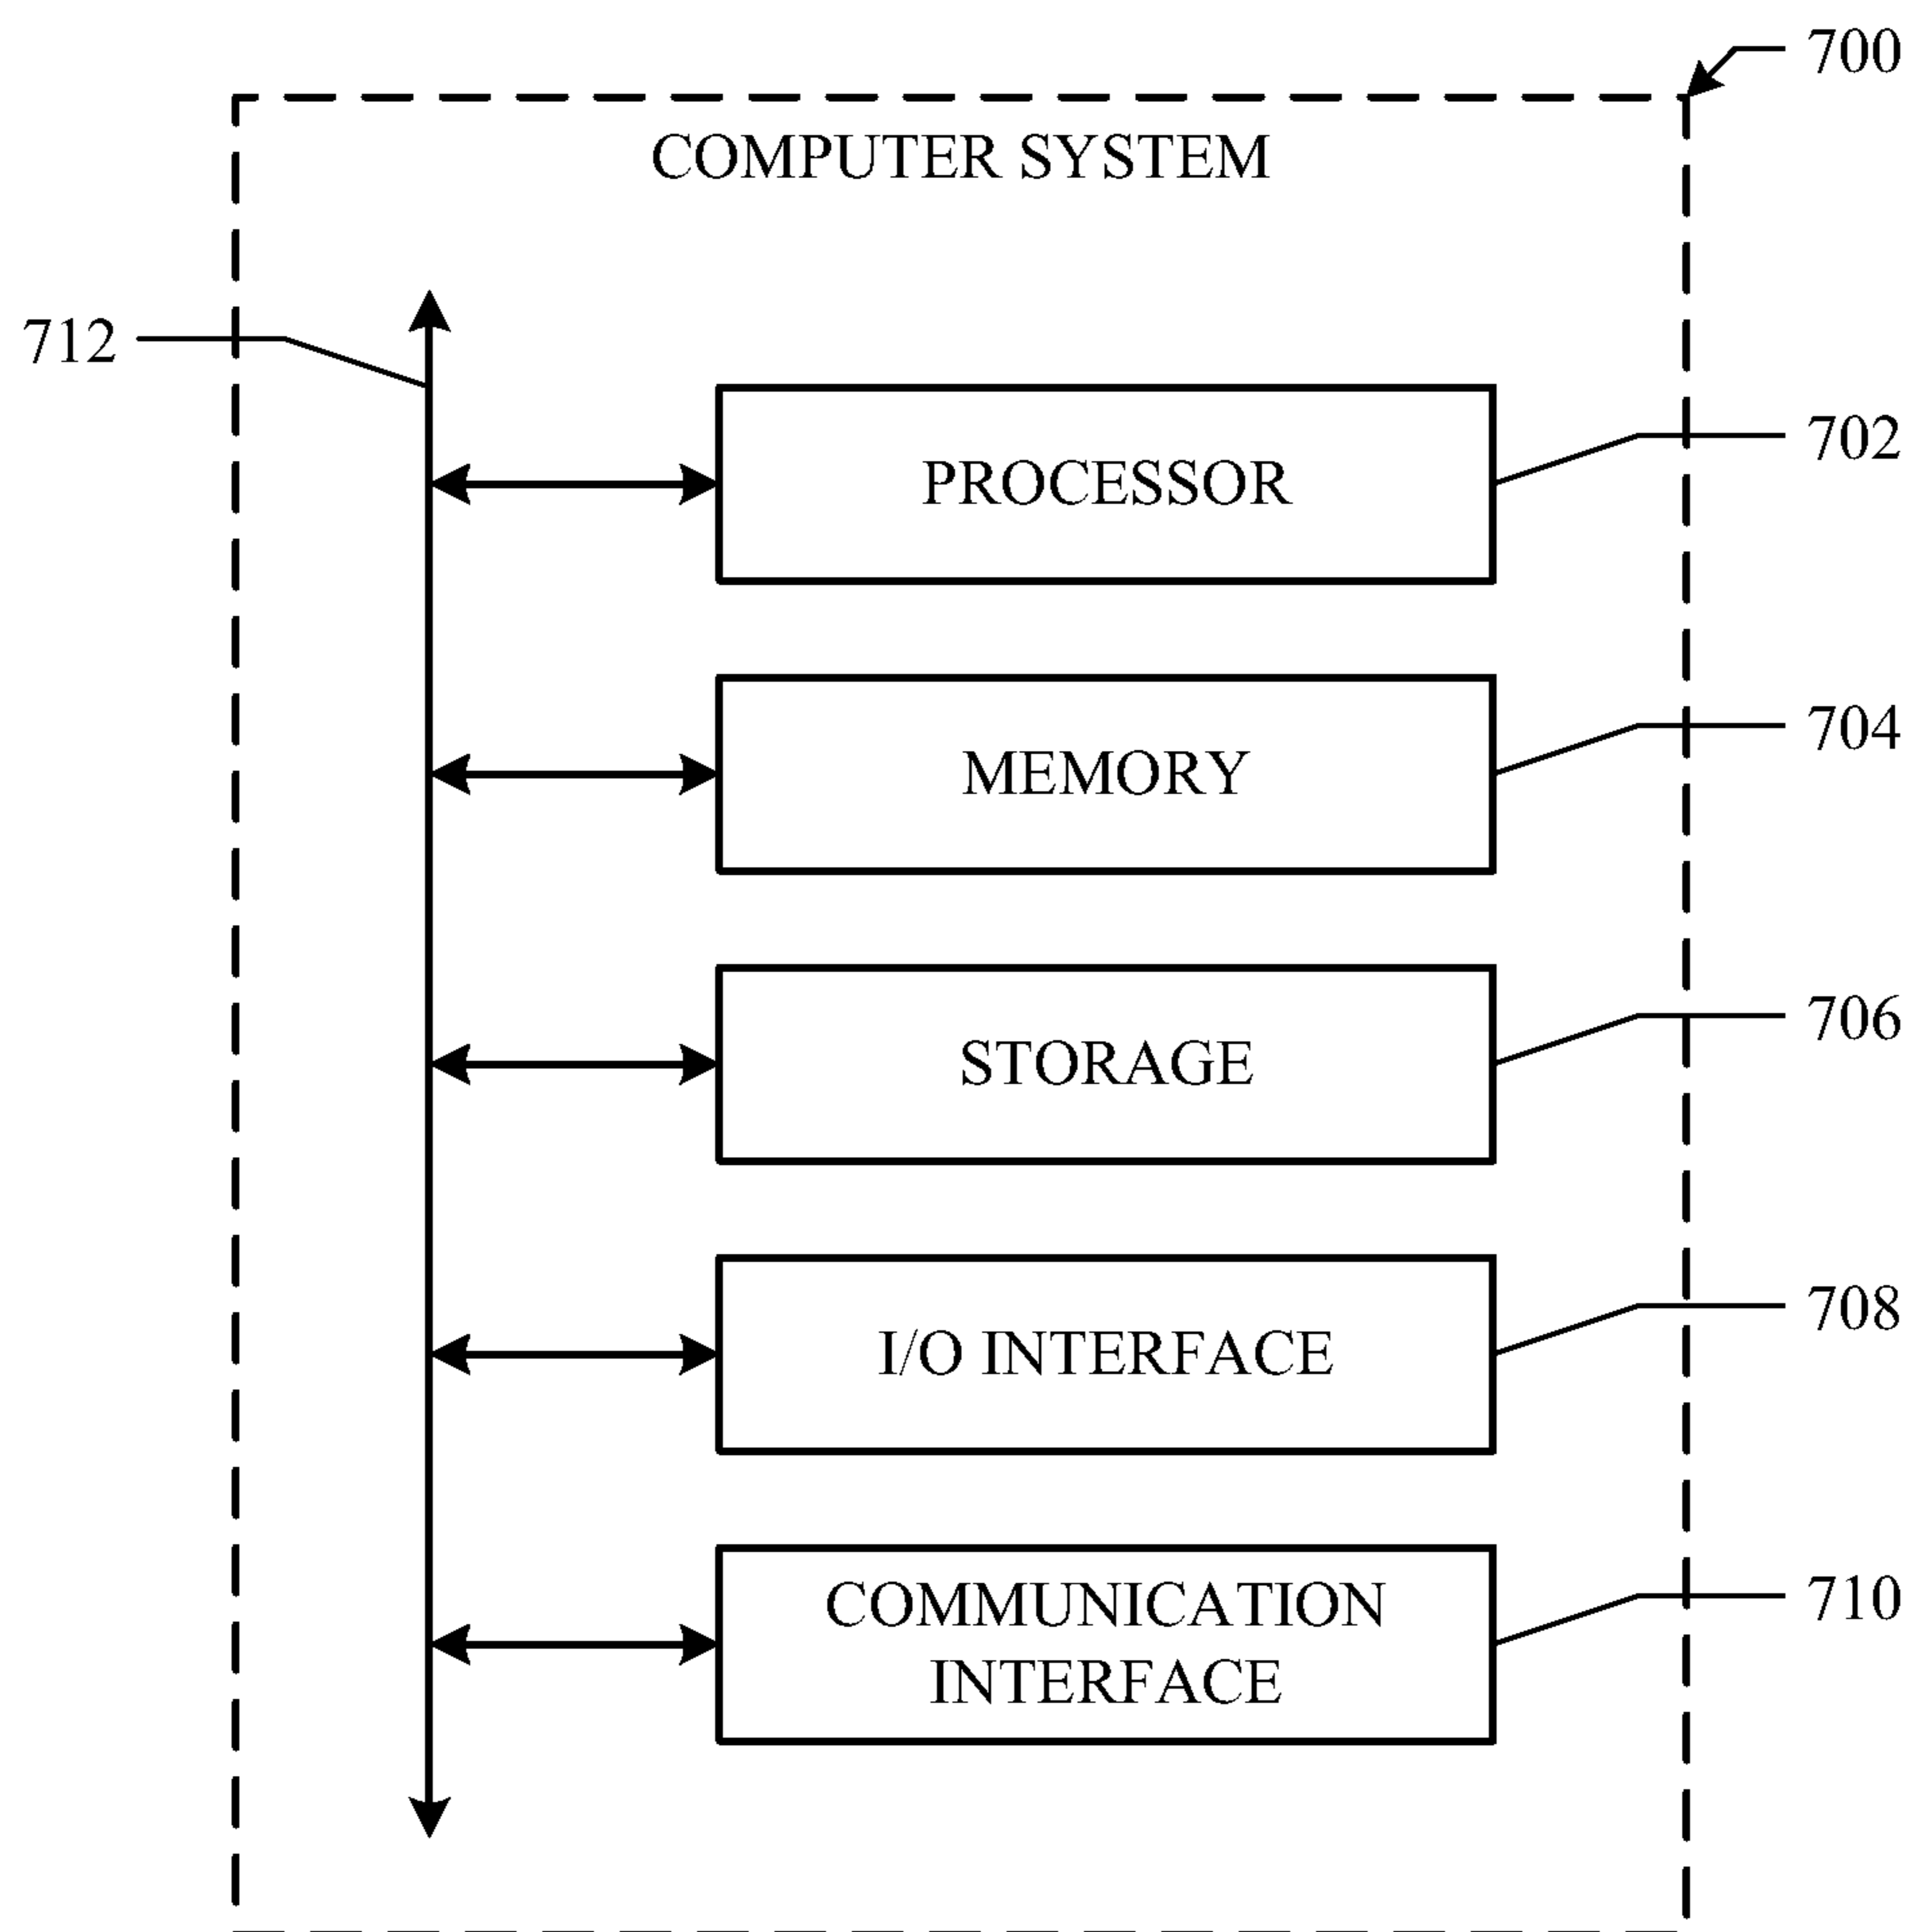 700
COMPUTER SYSTEM
712
PROCESSOR
702
MEMORY
704
STORAGE
706
I/O INTERFACE
708
COMMUNICATION
INTERFACE
710